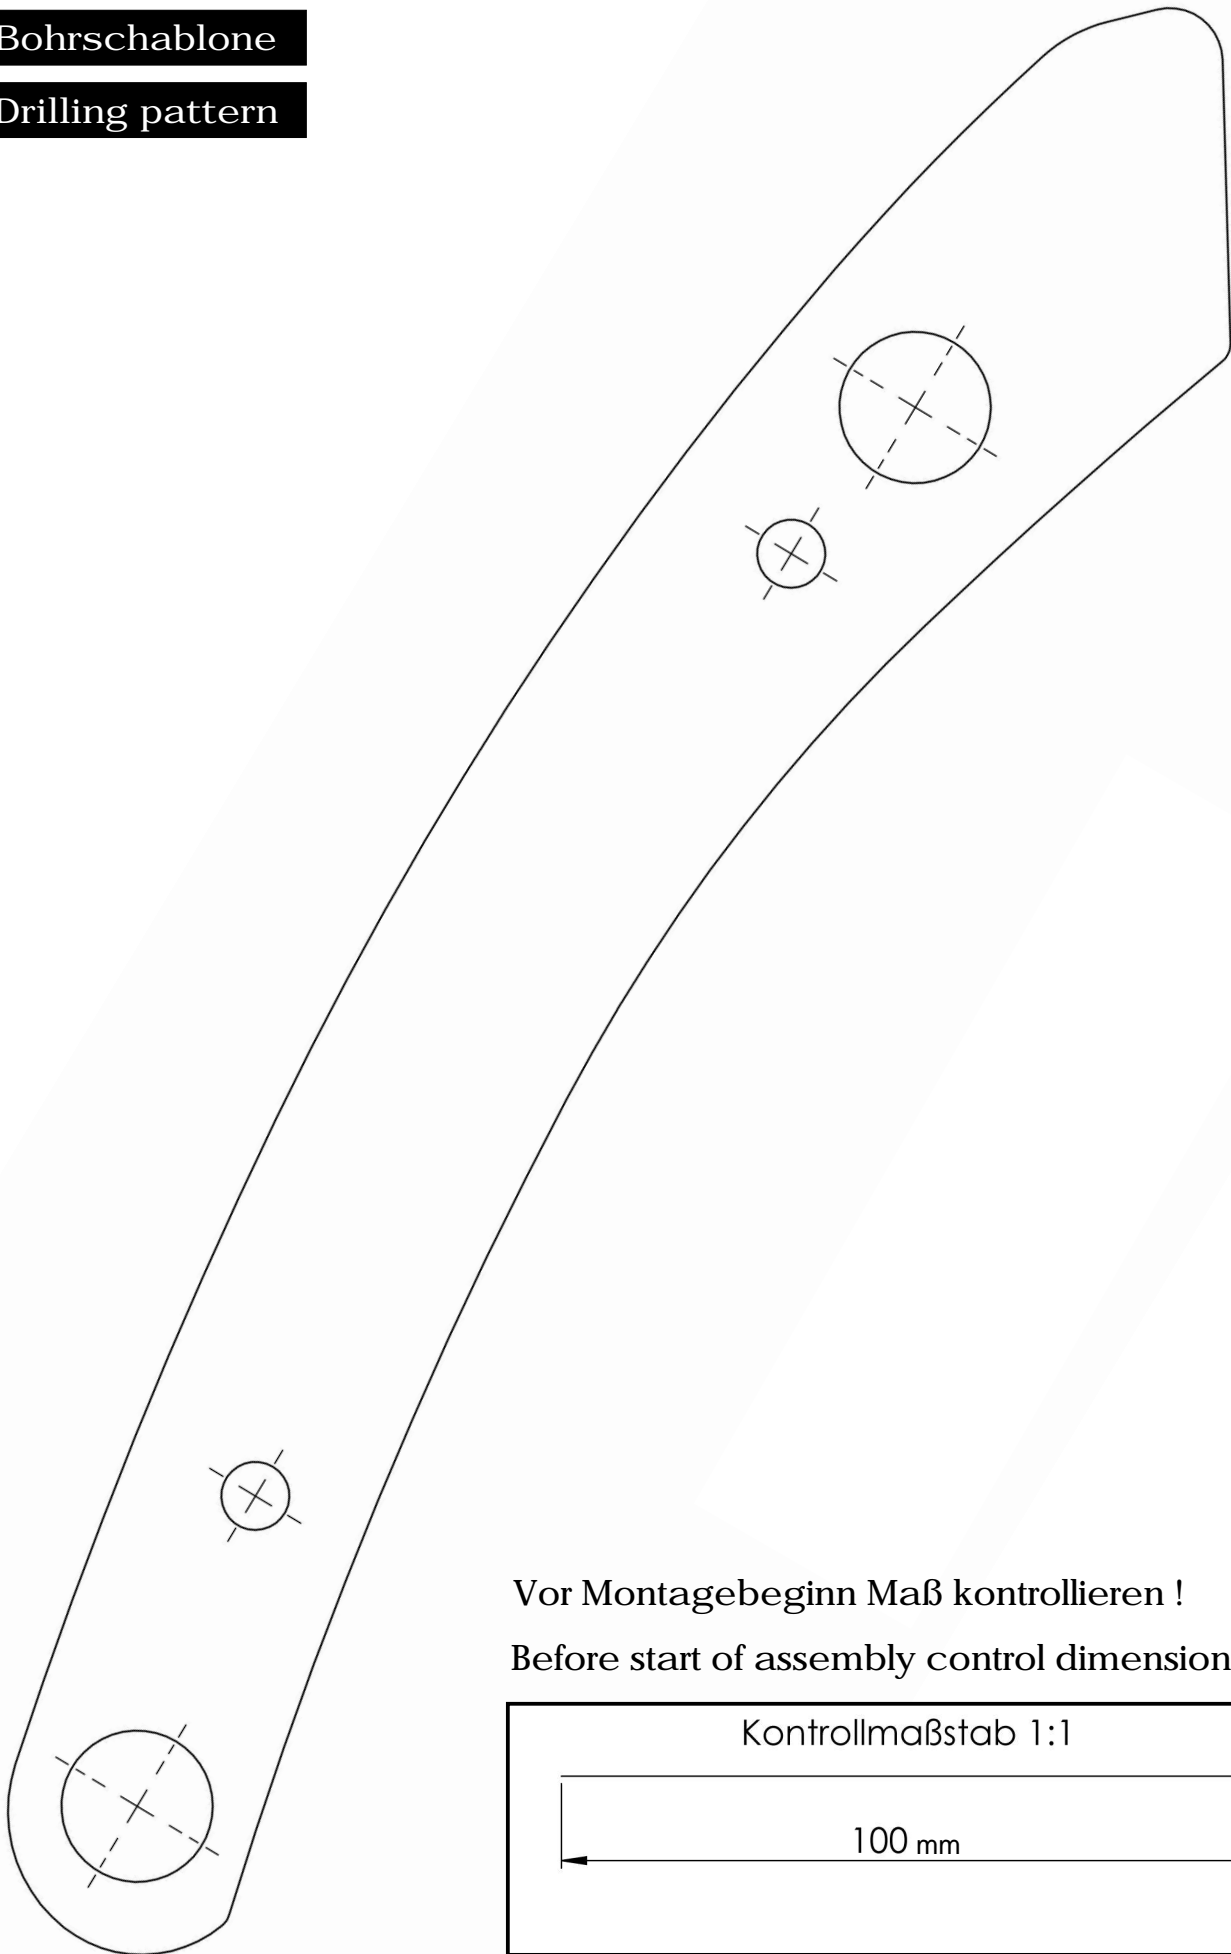 Bohrschablone
Drilling pattern
Vor Montagebeginn Maß kontrollieren !
Before start of assembly control dimension
Kontrollmaßstab 1:1
100 mm